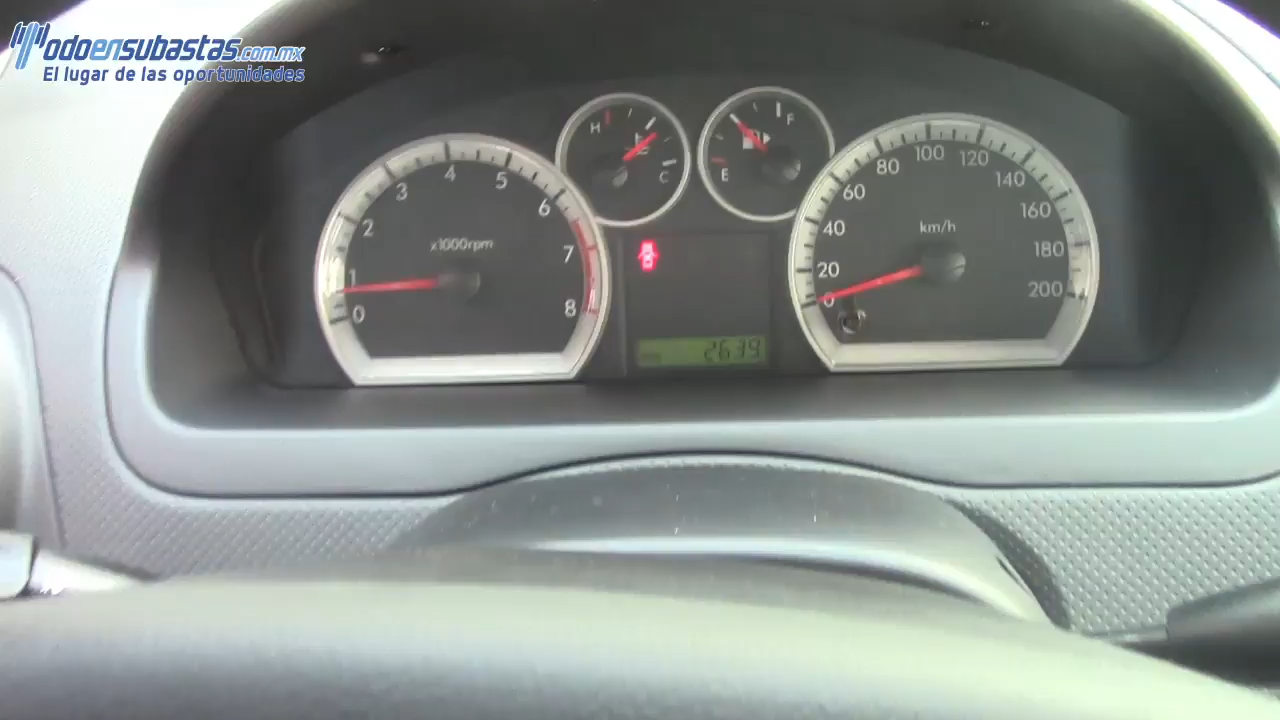 Todoensubastas.com.mx
El lugar de las oportunidades
H
C
F
E
0
1
2
3
4
5
6
7
8
x1000rpm
0
20
40
60
80
100
120
140
160
180
200
km/h
2639